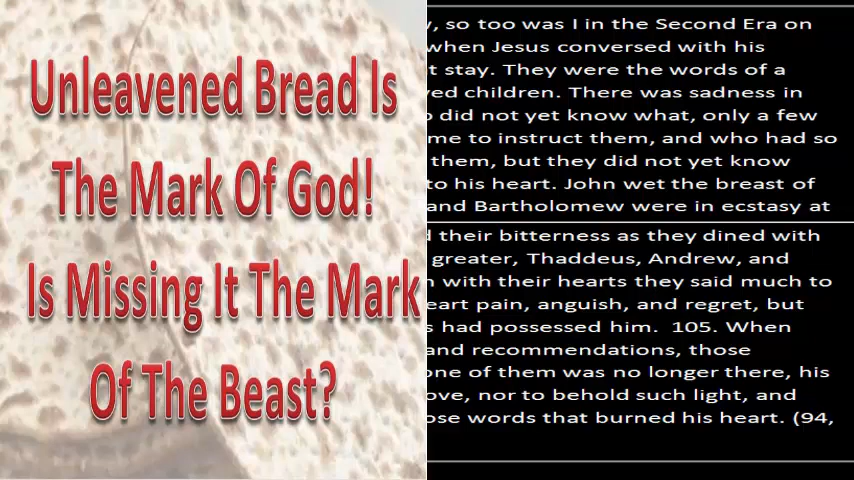 Unleavened Bread Is
The Mark Of God!
Is Missing It The Mark
Of The Beast?
, so too was I in the Second Era on
when Jesus conversed with his
t stay. They were the words of a
ved children. There was sadness in
did not yet know what, only a few
me to instruct them, and who had so
them, but they did not yet know
to his heart. John wet the breast of
and Bartholomew were in ecstasy at
their bitterness as they dined with
greater, Thaddeus, Andrew, and
with their hearts they said much to
eart pain, anguish, and regret, but
s had possessed him. 105. When
and recommendations, those
one of them was no longer there, his
ove, nor to behold such light, and
ose words that burned his heart. (94,